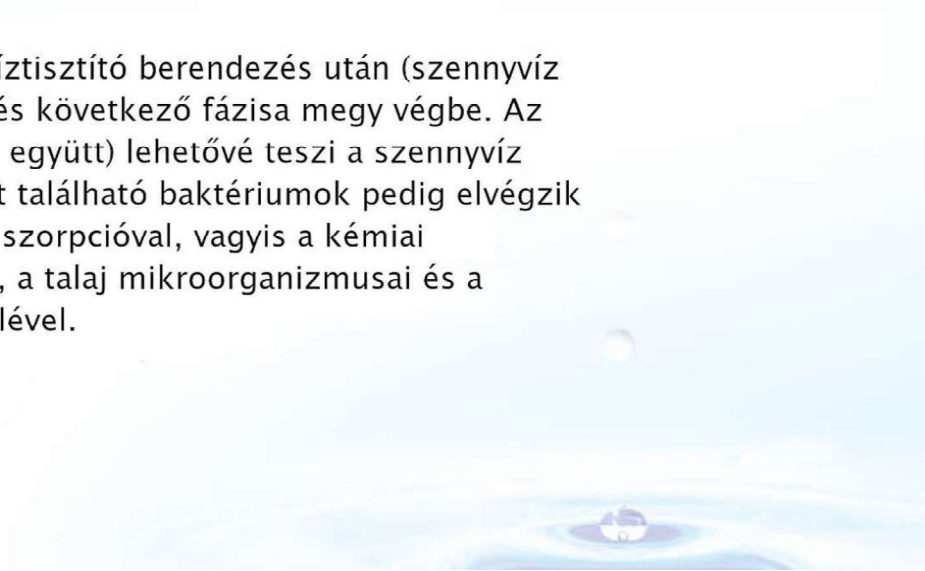 íztisztító berendezés után (szennyvíz
és következő fázisa megy végbe. Az
együtt) lehetővé teszi a szennyvíz
t található baktériumok pedig elvégzik
szorpcióval, vagyis a kémiai
, a talaj mikroorganizmusai és a
lével.